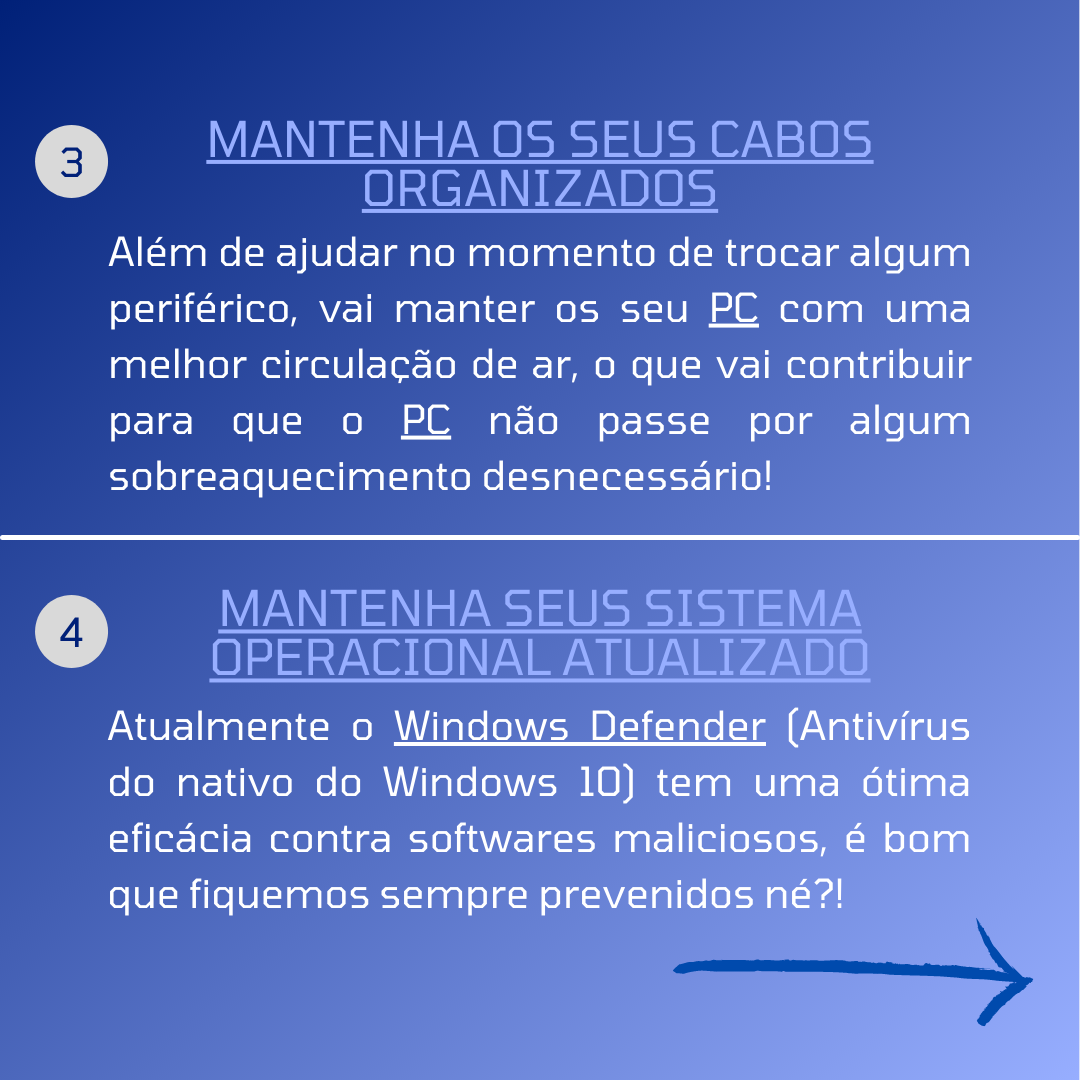 3
MANTENHA OS SEUS CABOS
ORGANIZADOS
Além de ajudar no momento de trocar algum
periférico, vai manter os seu PC com uma
melhor circulação de ar, o que vai contribuir
para que o PC não passe por algum
sobreaquecimento desnecessário!
4
MANTENHA SEUS SISTEMA
OPERACIONAL ATUALIZADO
Atualmente o Windows Defender (Antivírus
do nativo do Windows 10) tem uma ótima
eficácia contra softwares maliciosos, é bom
que fiquemos sempre prevenidos né?!